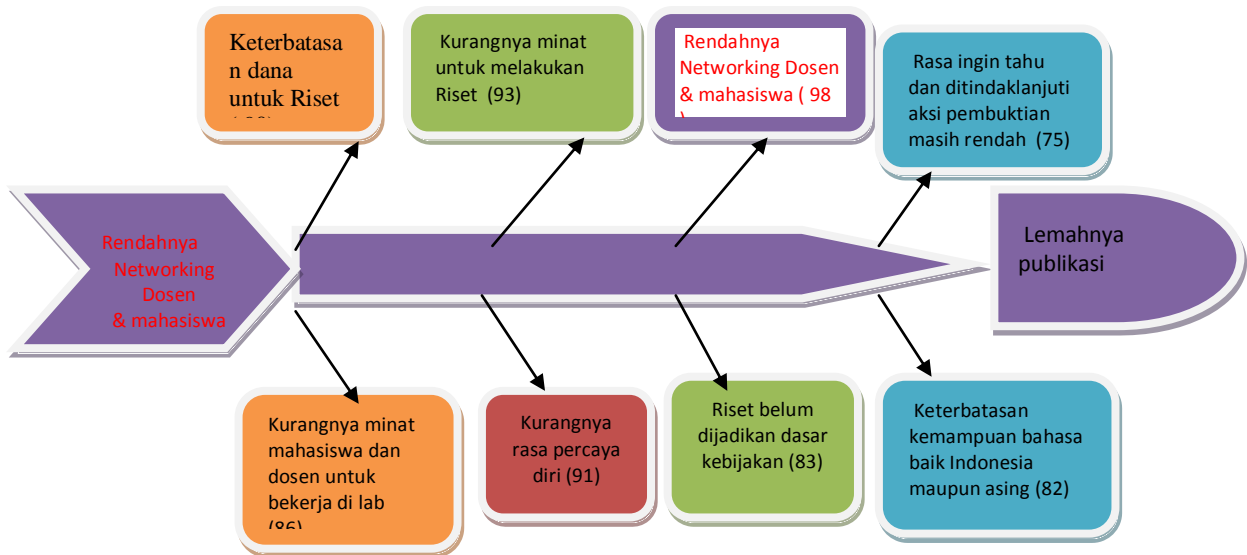 Keterbatasa
n dana
untuk Riset
Kurangnya minat
untuk melakukan
Riset (93)
Rendahnya
Networking Dosen
& mahasiswa ( 98
)
Rasa ingin tahu
dan ditindaklanjuti
aksi pembuktian
masih rendah (75)
Rendahnya
Networking
Dosen
& mahasiswa
Lemahnya
publikasi
Kurangnya minat
mahasiswa dan
dosen untuk
bekerja di lab
(86)
Kurangnya
rasa percaya
diri (91)
Riset belum
dijadikan dasar
kebijakan (83)
Keterbatasan
kemampuan bahasa
baik Indonesia
maupun asing (82)